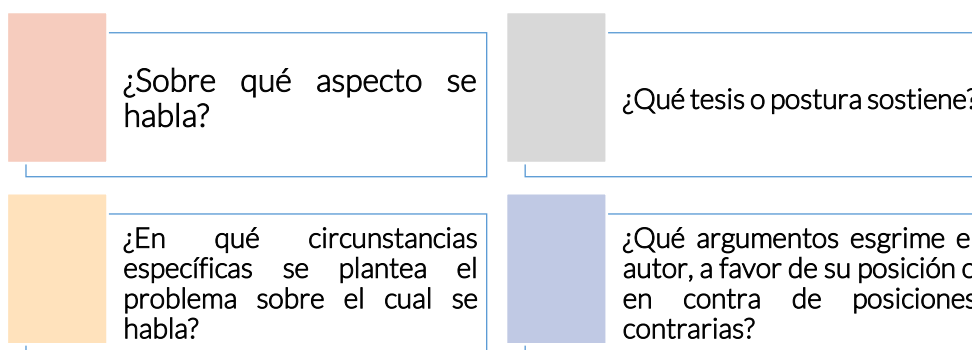 ¿Sobre qué aspecto se
habla?
¿Qué tesis o postura sostiene?
¿En qué circunstancias
específicas se plantea el
problema sobre el cual se
habla?
¿Qué argumentos esgrime e
autor, a favor de su posición o
en contra de posiciones
contrarias?